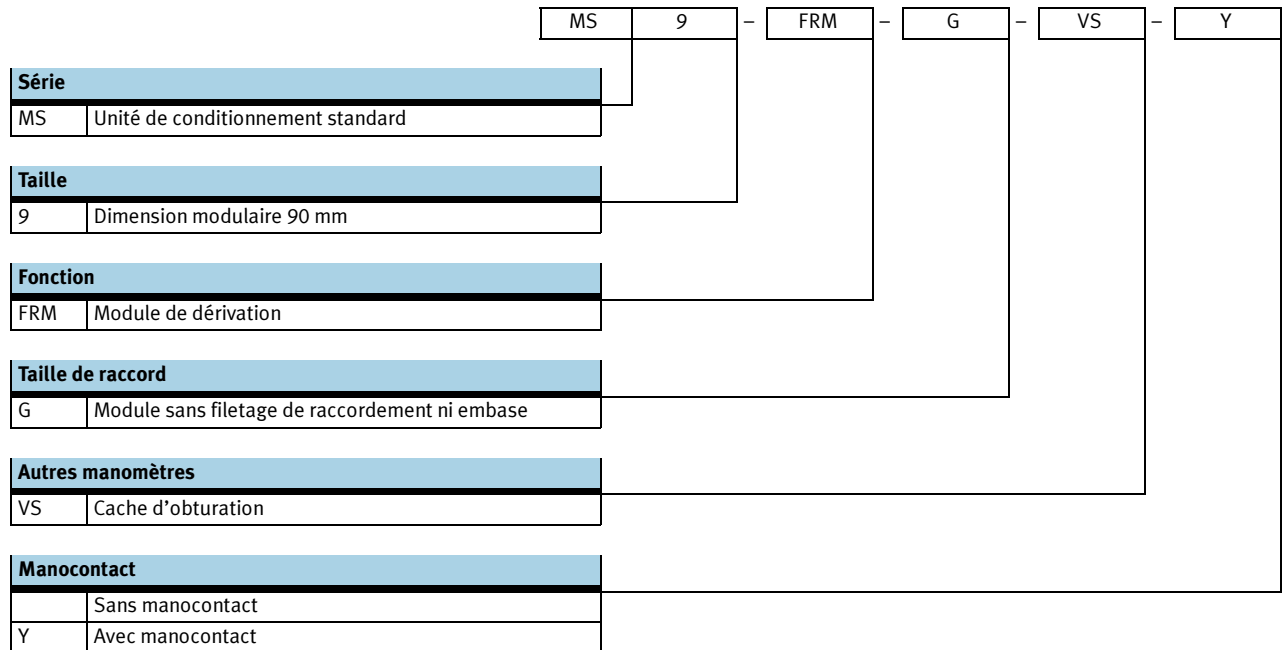 MS 9 – FRM – G – VS – Y
Série
MS Unité de conditionnement standard
Taille
9 Dimension modulaire 90 mm
Fonction
FRM Module de dérivation
Taille de raccord
G Module sans filetage de raccordement ni embase
Autres manomètres
VS Cache d’obturation
Manocontact
Sans manocontact
Y Avec manocontact